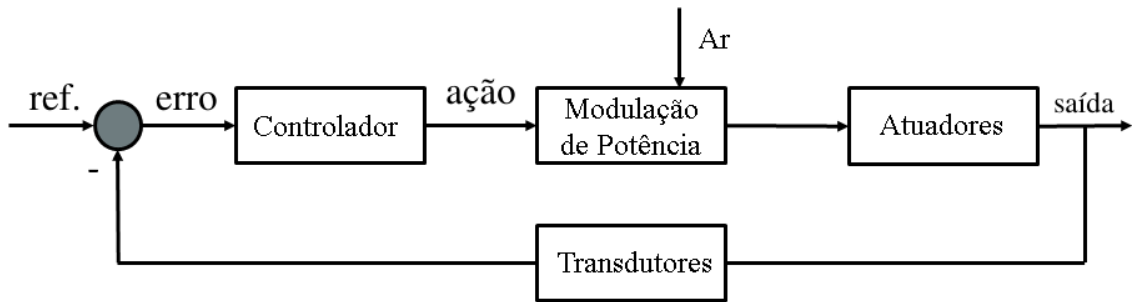 Ar
ref.
erro
Controlador
ação
Modulação
de Potência
Atuadores
saída
-
Transdutores